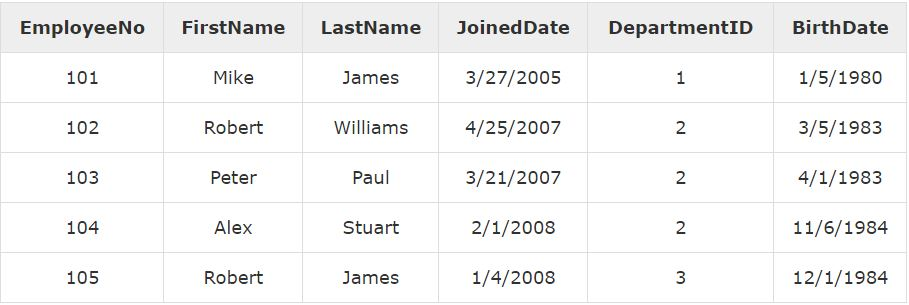 EmployeeNo FirstName LastName JoinedDate DepartmentID BirthDate
101 Mike James 3/27/2005 1 1/5/1980
102 Robert Williams 4/25/2007 2 3/5/1983
103 Peter Paul 3/21/2007 2 4/1/1983
104 Alex Stuart 2/1/2008 2 11/6/1984
105 Robert James 1/4/2008 3 12/1/1984